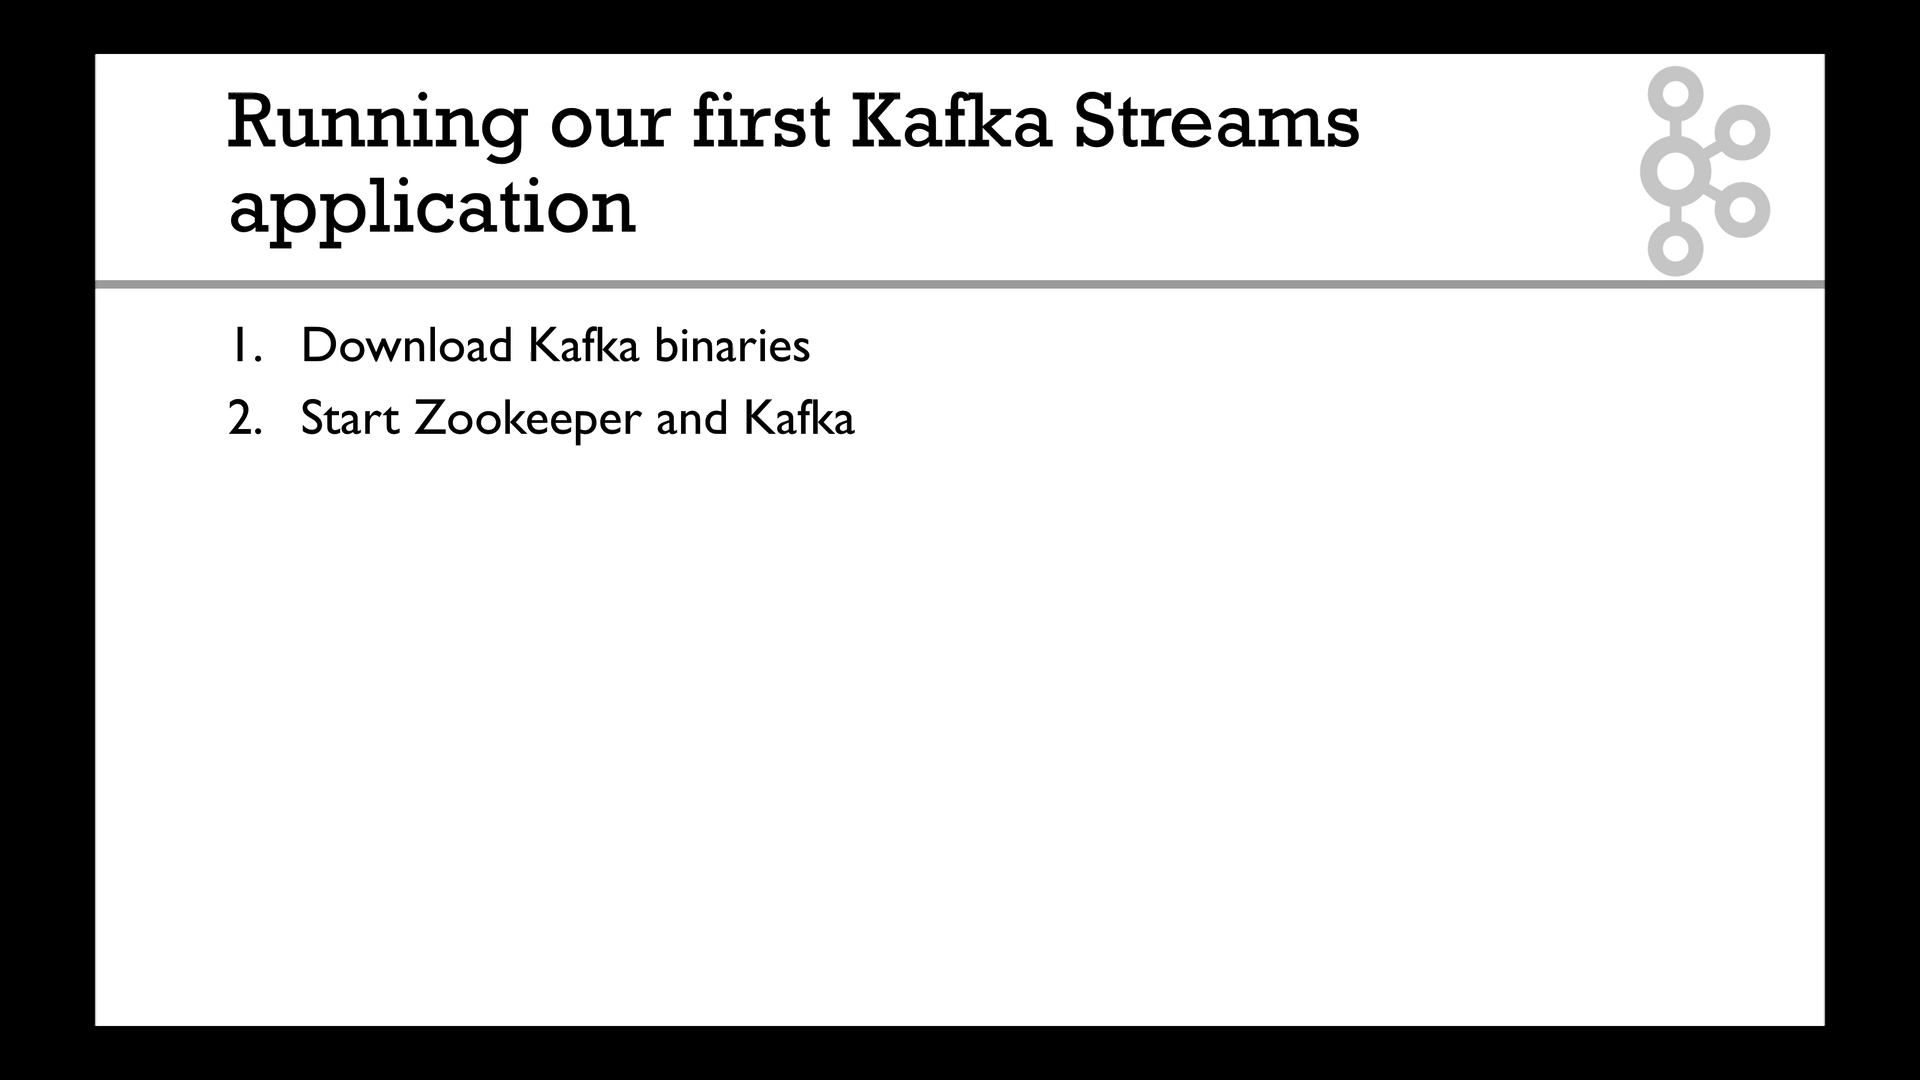 Running our first Kafka Streams
application
1. Download Kafka binaries
2. Start Zookeeper and Kafka